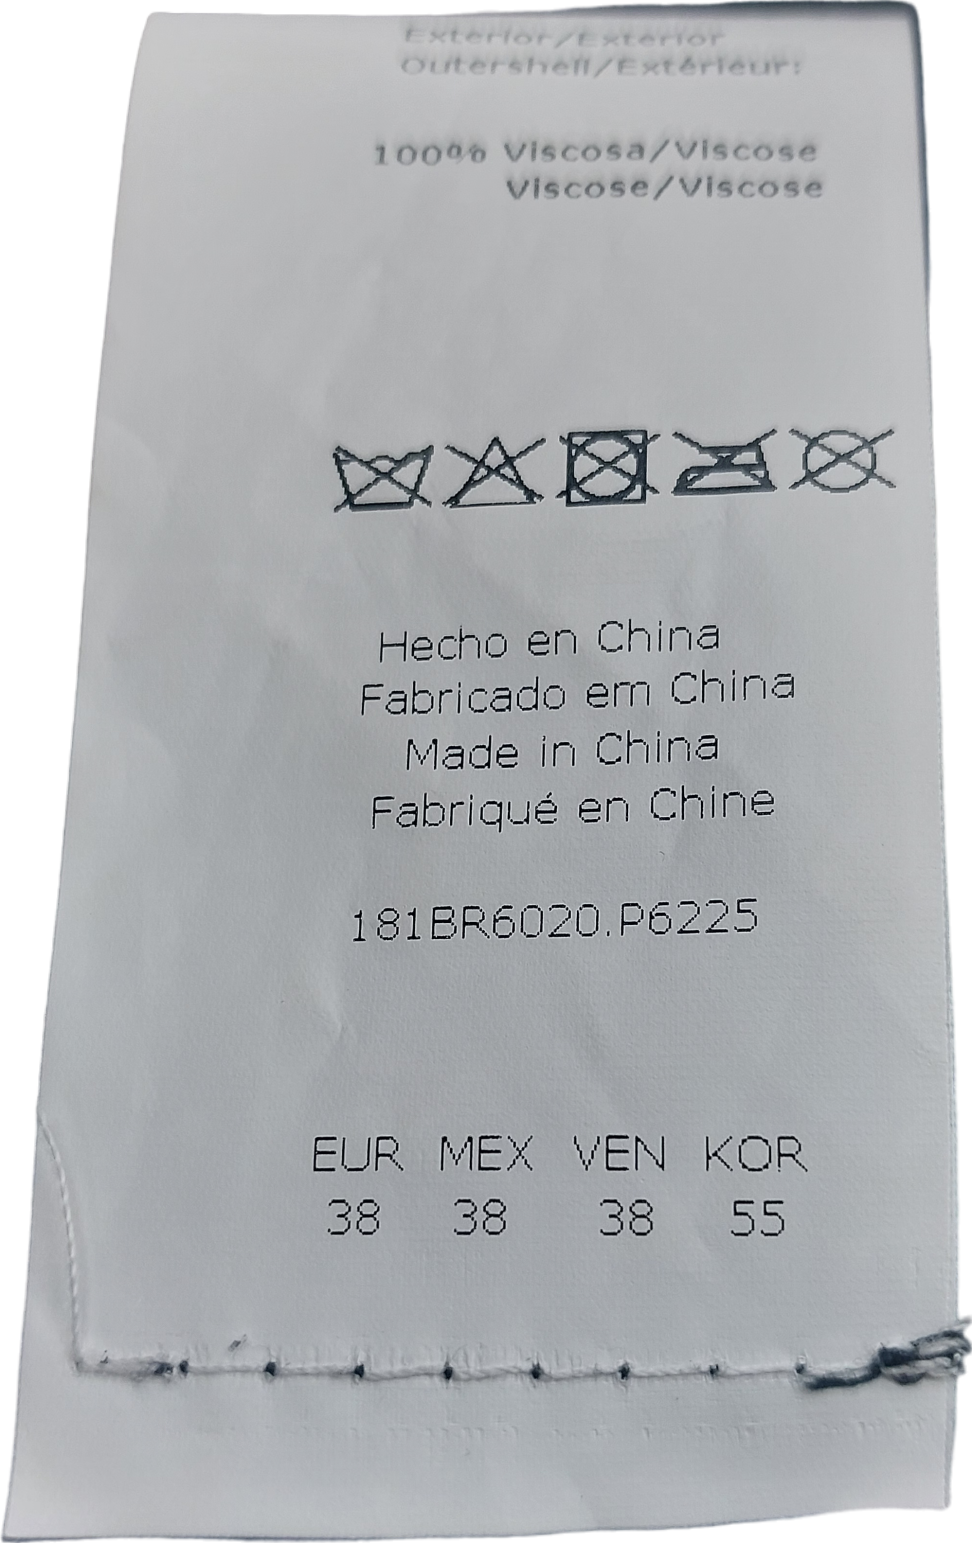 Exterior/Exterior
Outershell/Extérieur:
100% Viscosa/Viscose
Viscose/Viscose
Hecho en China
Fabricado em China
Made in China
Fabriqué en Chine
181BR6020.P6225
EUR MEX VEN KOR
38 38 38 55